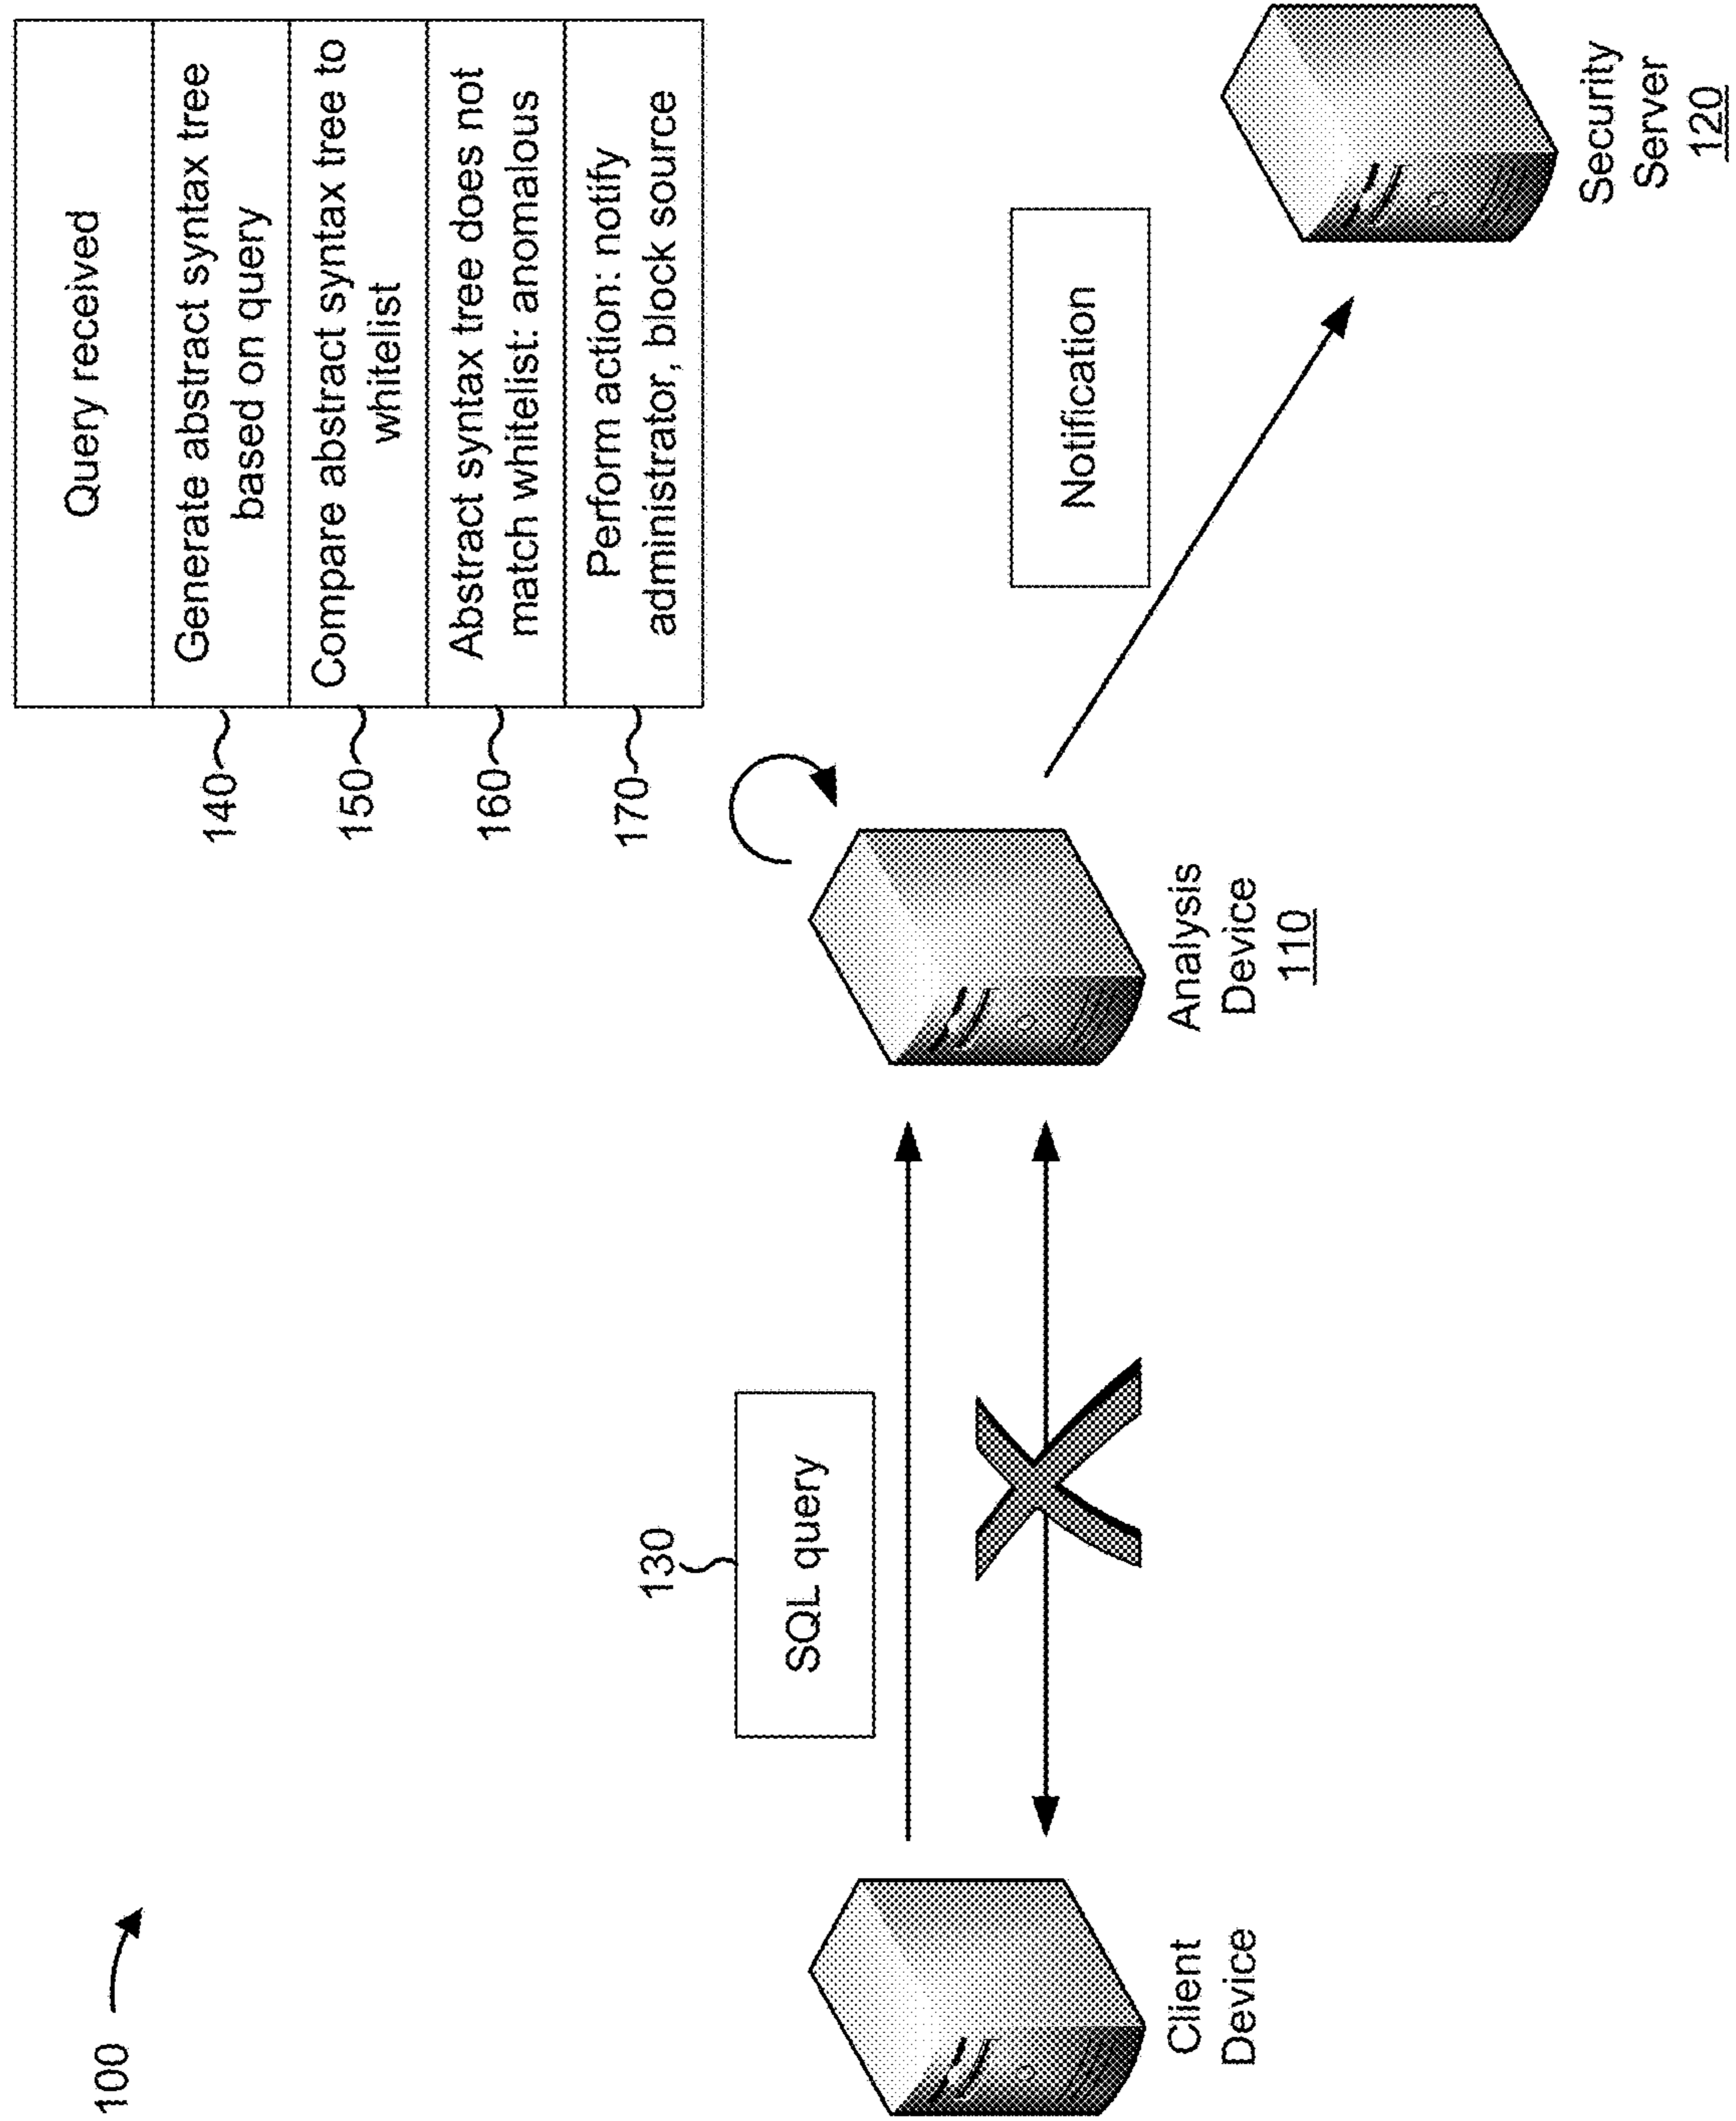 100
Query received
Generate abstract syntax tree
based on query
Compare abstract syntax tree to
whitelist
Abstract syntax tree does not
match whitelist: anomalous
Perform action: notify
administrator, block source
140
150
160
170
130
SQL query
Notification
Client
Device
Analysis
Device
110
Security
Server
120